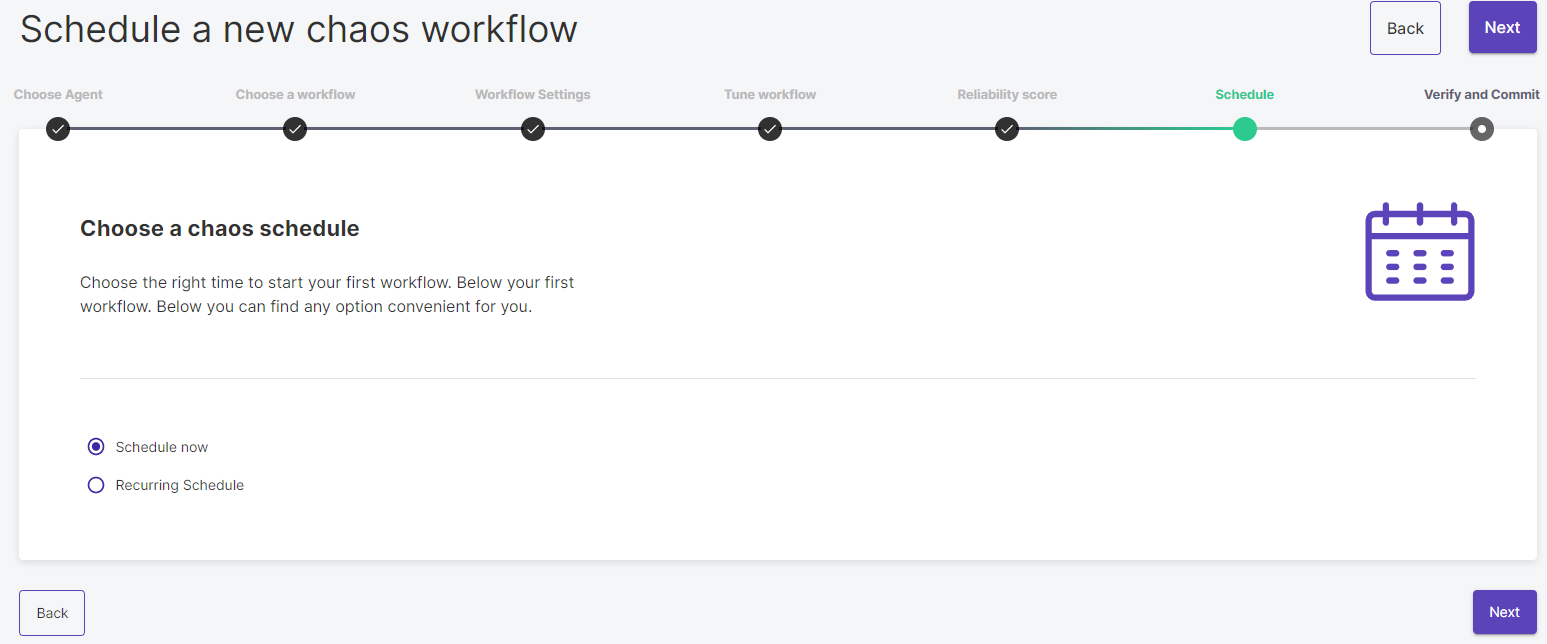 Schedule a new chaos workflow
Back
Next
Choose Agent
Choose a workflow
Workflow Settings
Tune workflow
Reliability score
Schedule
Verify and Commit
Choose a chaos schedule
Choose the right time to start your first workflow. Below your first
workflow. Below you can find any option convenient for you.
Schedule now
Recurring Schedule
Back
Next